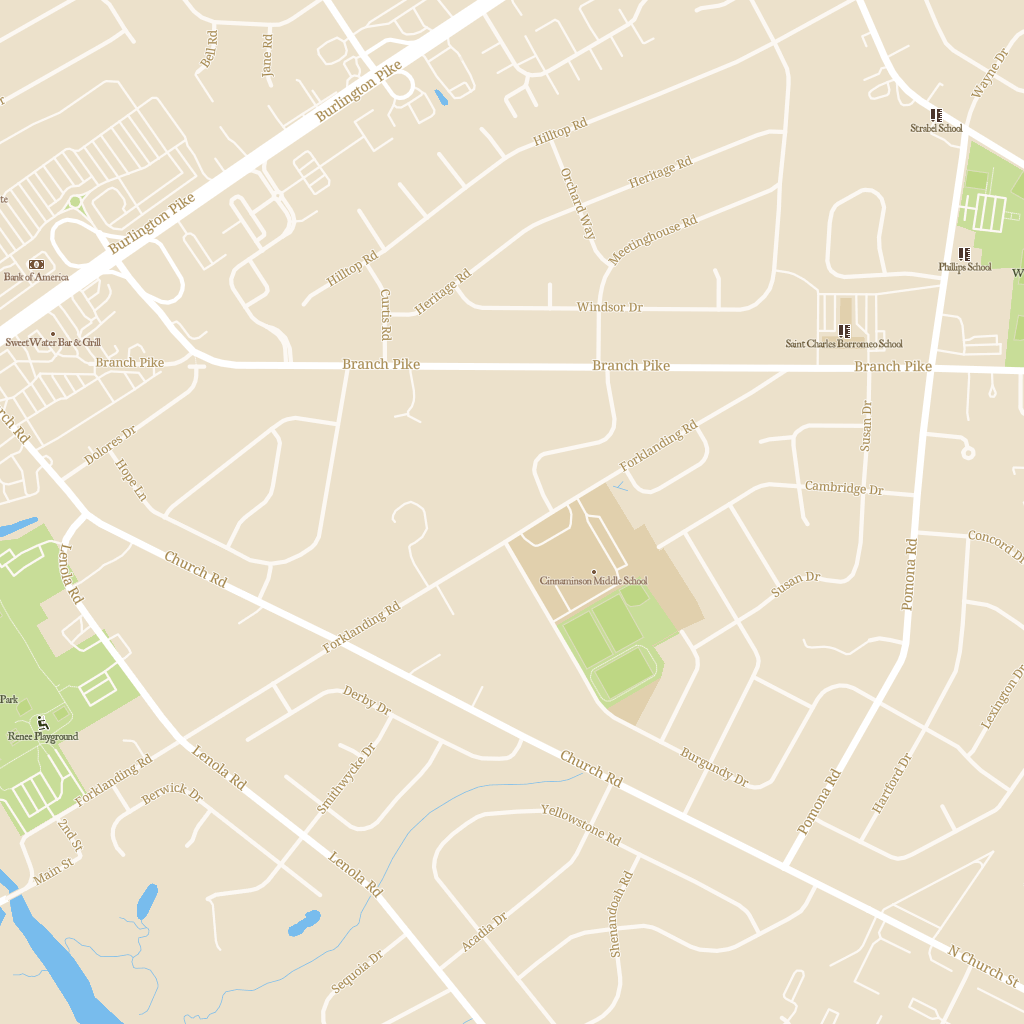 Bell Rd
Jane Rd
Burlington Pike
Wayne Dr
Strabel School
Hilltop Rd
Heritage Rd
Orchard Way
Meetinghouse Rd
Burlington Pike
te
Bank of America
Hilltop Rd
Heritage Rd
Phillips School
W
Curtis Rd
Windsor Dr
Saint Charles Borromeo School
SweetWater Bar & Grill
Branch Pike
Branch Pike
Branch Pike
Branch Pike
rch Rd
Dolores Dr
Hope Ln
Forklanding Rd
Susan Dr
Cambridge Dr
Lenola Rd
Church Rd
Cinnaminson Middle School
Susan Dr
Pomona Rd
Concord Dr
Forklanding Rd
Park
Renee Playground
Derby Dr
Lexington Dr
Forklanding Rd
Lenola Rd
Berwick Dr
Smithwycke Dr
Church Rd
Burgundy Dr
Pomona Rd
Hartford Dr
2nd St
Main St
Yellowstone Rd
Lenola Rd
Shenandoah Rd
Acadia Dr
Sequoia Dr
N Church St